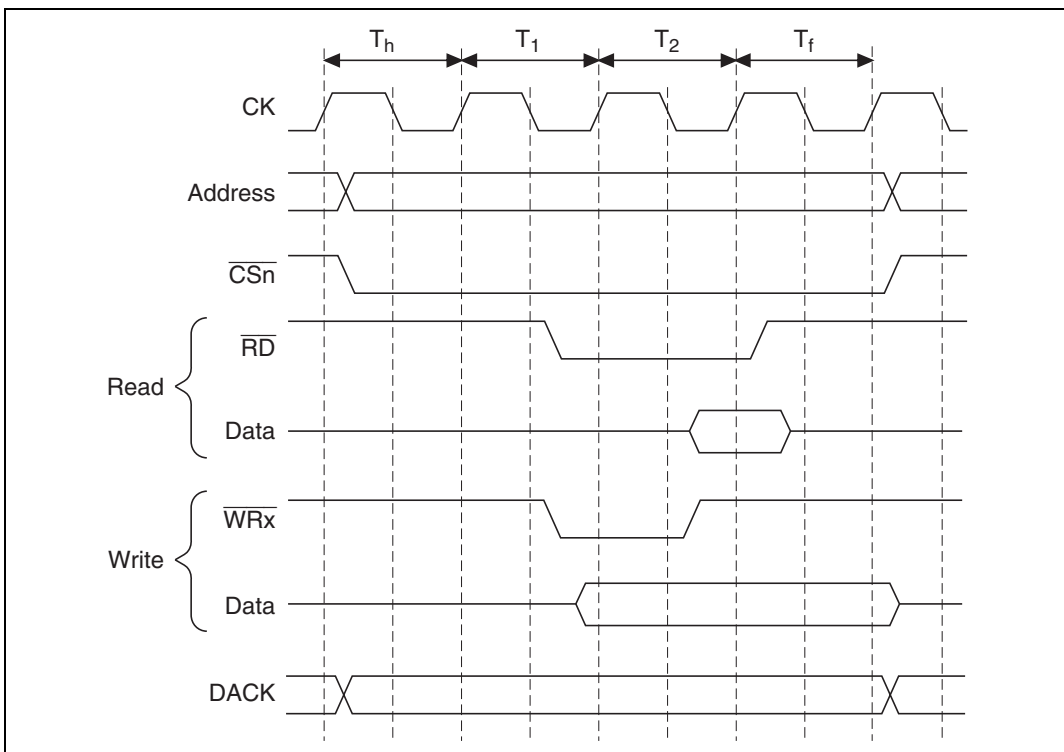 Th T1 T2 Tf
CK
Address
CSn
RD
Read
Data
WRx
Write
Data
DACK